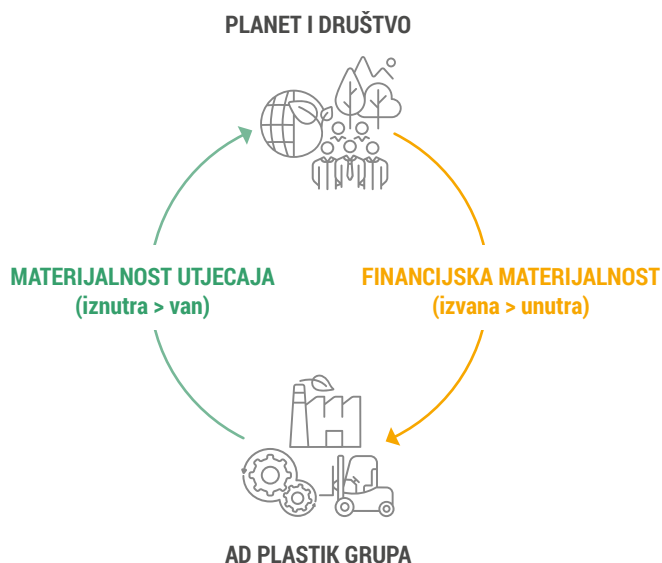 PLANET I DRUŠTVO
MATERIJALNOST UTJECAJA
(iznutra > van)
FINANCIJSKA MATERIJALNOST
(izvana > unutra)
AD PLASTIK GRUPA